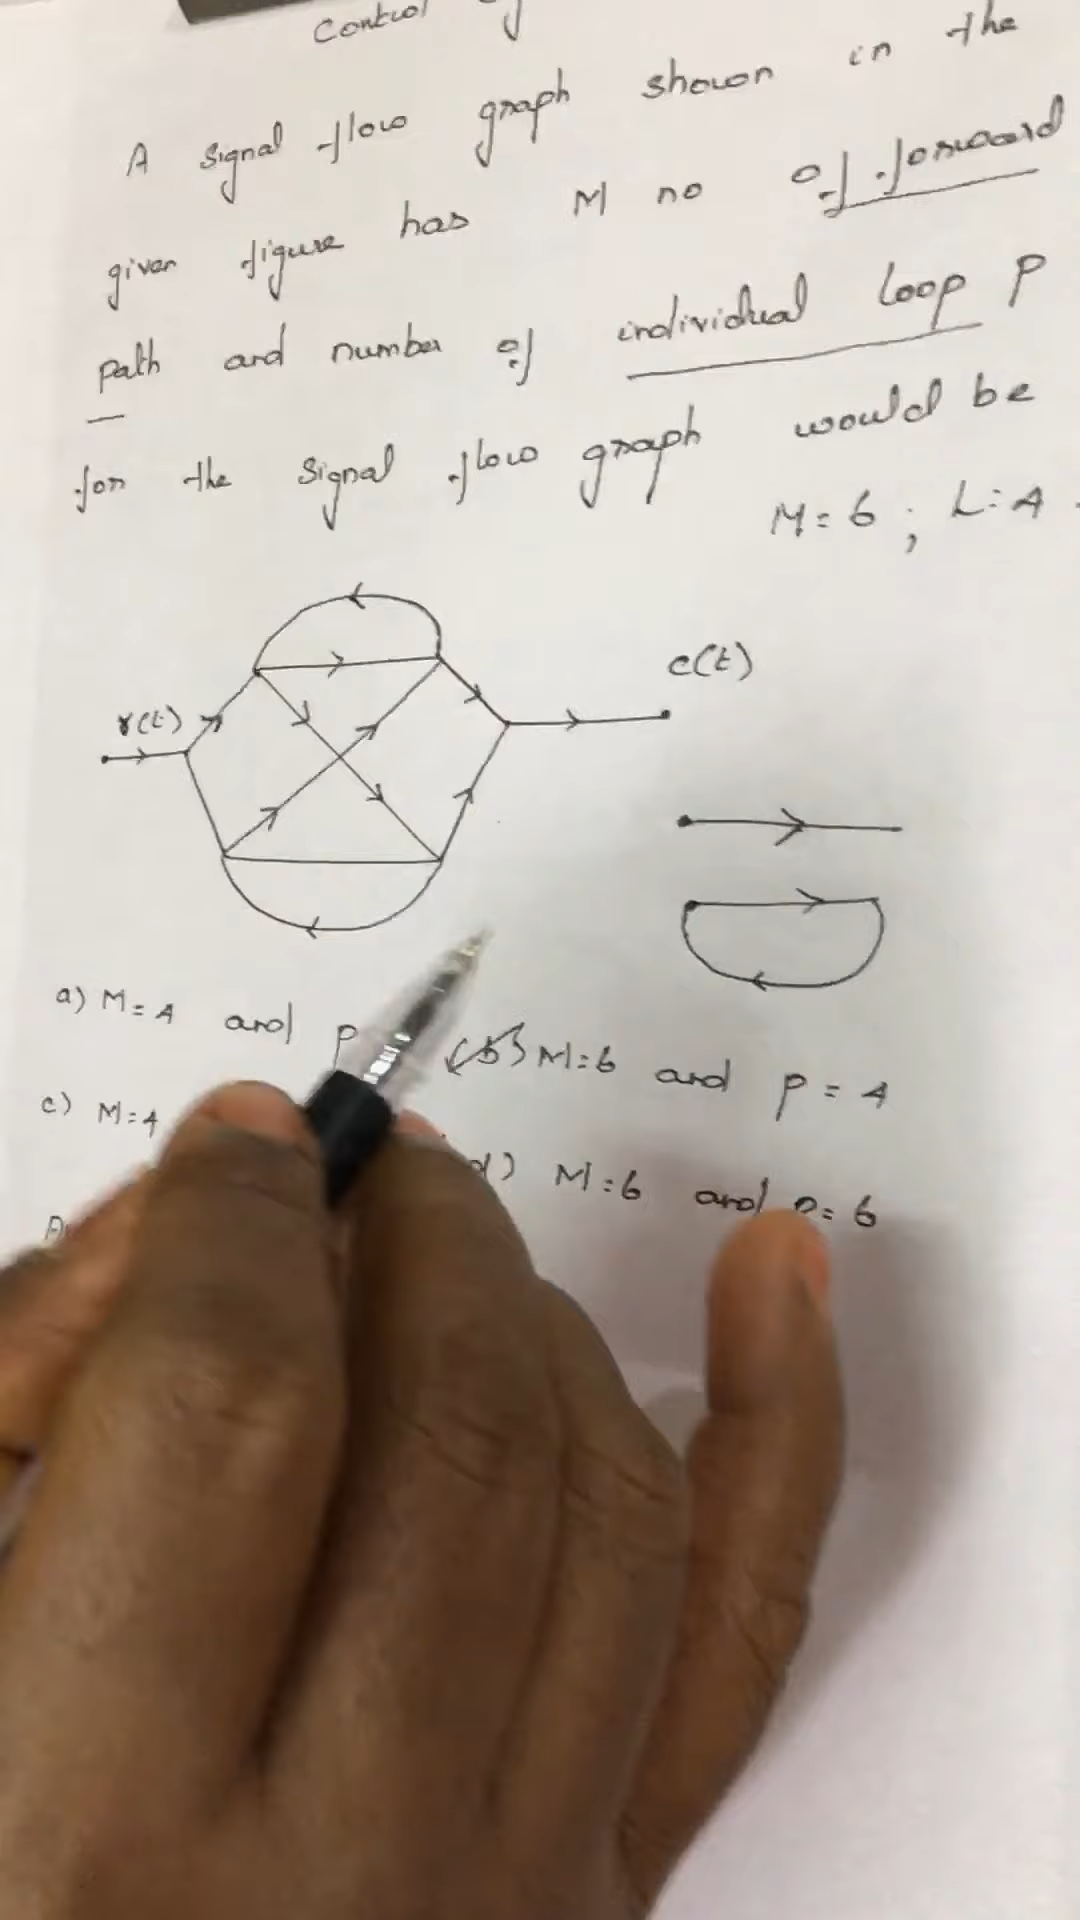 A signal flow graph shown in the
given figure has M no of forward
path and number of individual loop P
for the signal flow graph would be
M = 6 ; L = 4
r(t)
c(t)
a) M = 4 and p
b) M = 6 and p = 4
c) M = 4
d) M = 6 and P = 6